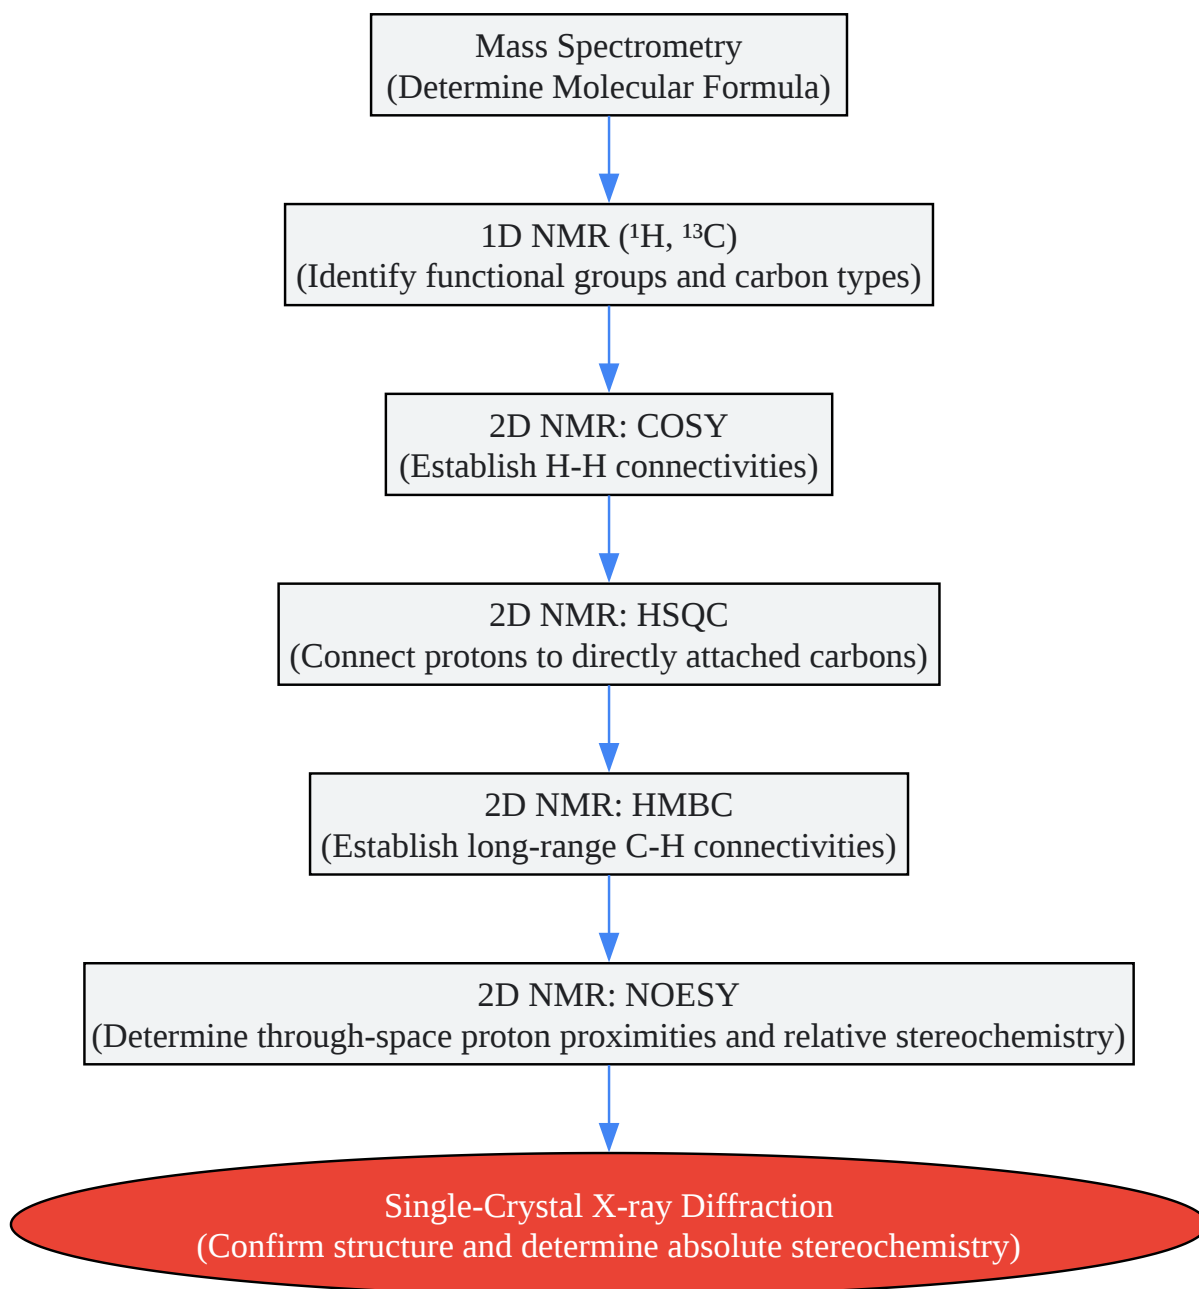 Mass Spectrometry
(Determine Molecular Formula)
1D NMR (¹H, ¹³C)
(Identify functional groups and carbon types)
2D NMR: COSY
(Establish H-H connectivities)
2D NMR: HSQC
(Connect protons to directly attached carbons)
2D NMR: HMBC
(Establish long-range C-H connectivities)
2D NMR: NOESY
(Determine through-space proton proximities and relative stereochemistry)
Single-Crystal X-ray Diffraction
(Confirm structure and determine absolute stereochemistry)